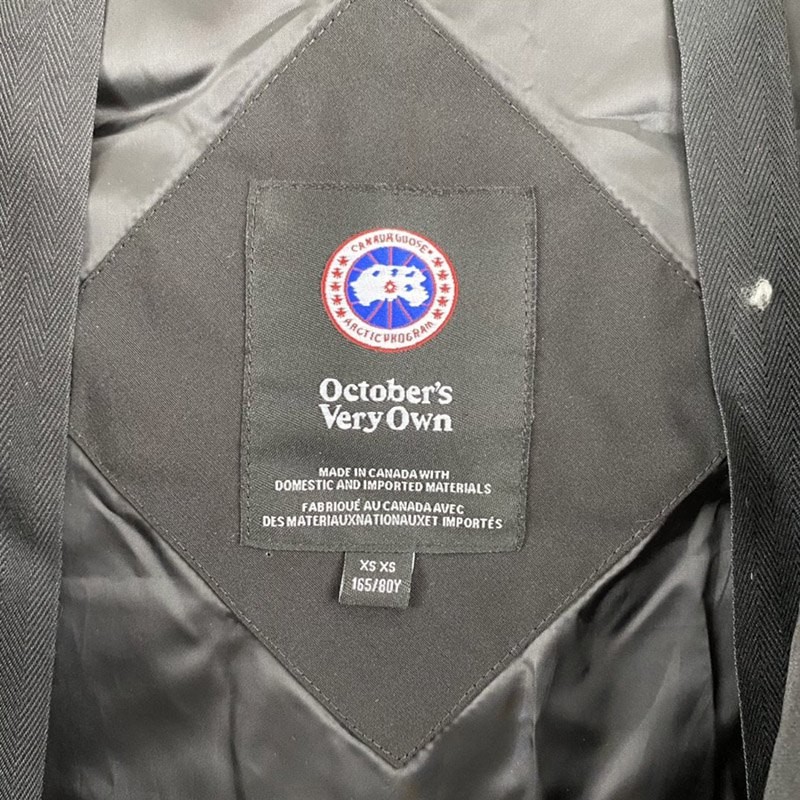 CANADA GOOSE
ARCTIC PROGRAM
October's
Very Own
MADE IN CANADA WITH
DOMESTIC AND IMPORTED MATERIALS
FABRIQUÉ AU CANADA AVEC
DES MATERIAUXNATIONAUXET IMPORTÉS
XS XS
165/80Y